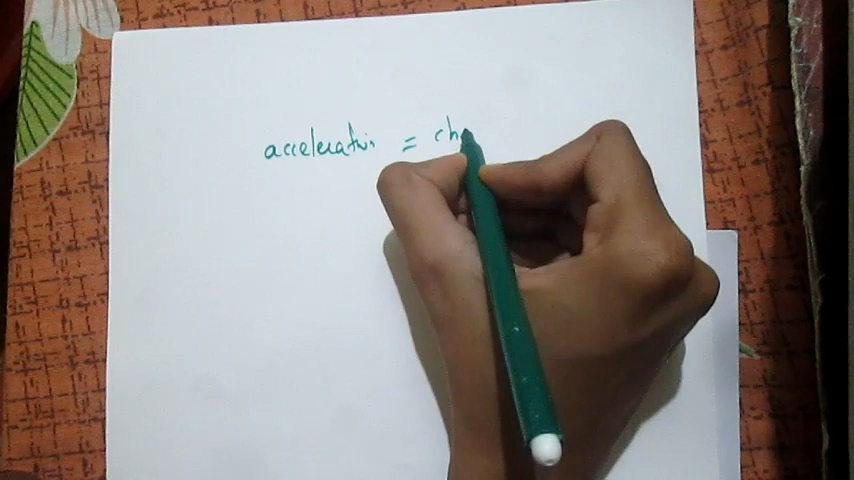 acceleration = ch